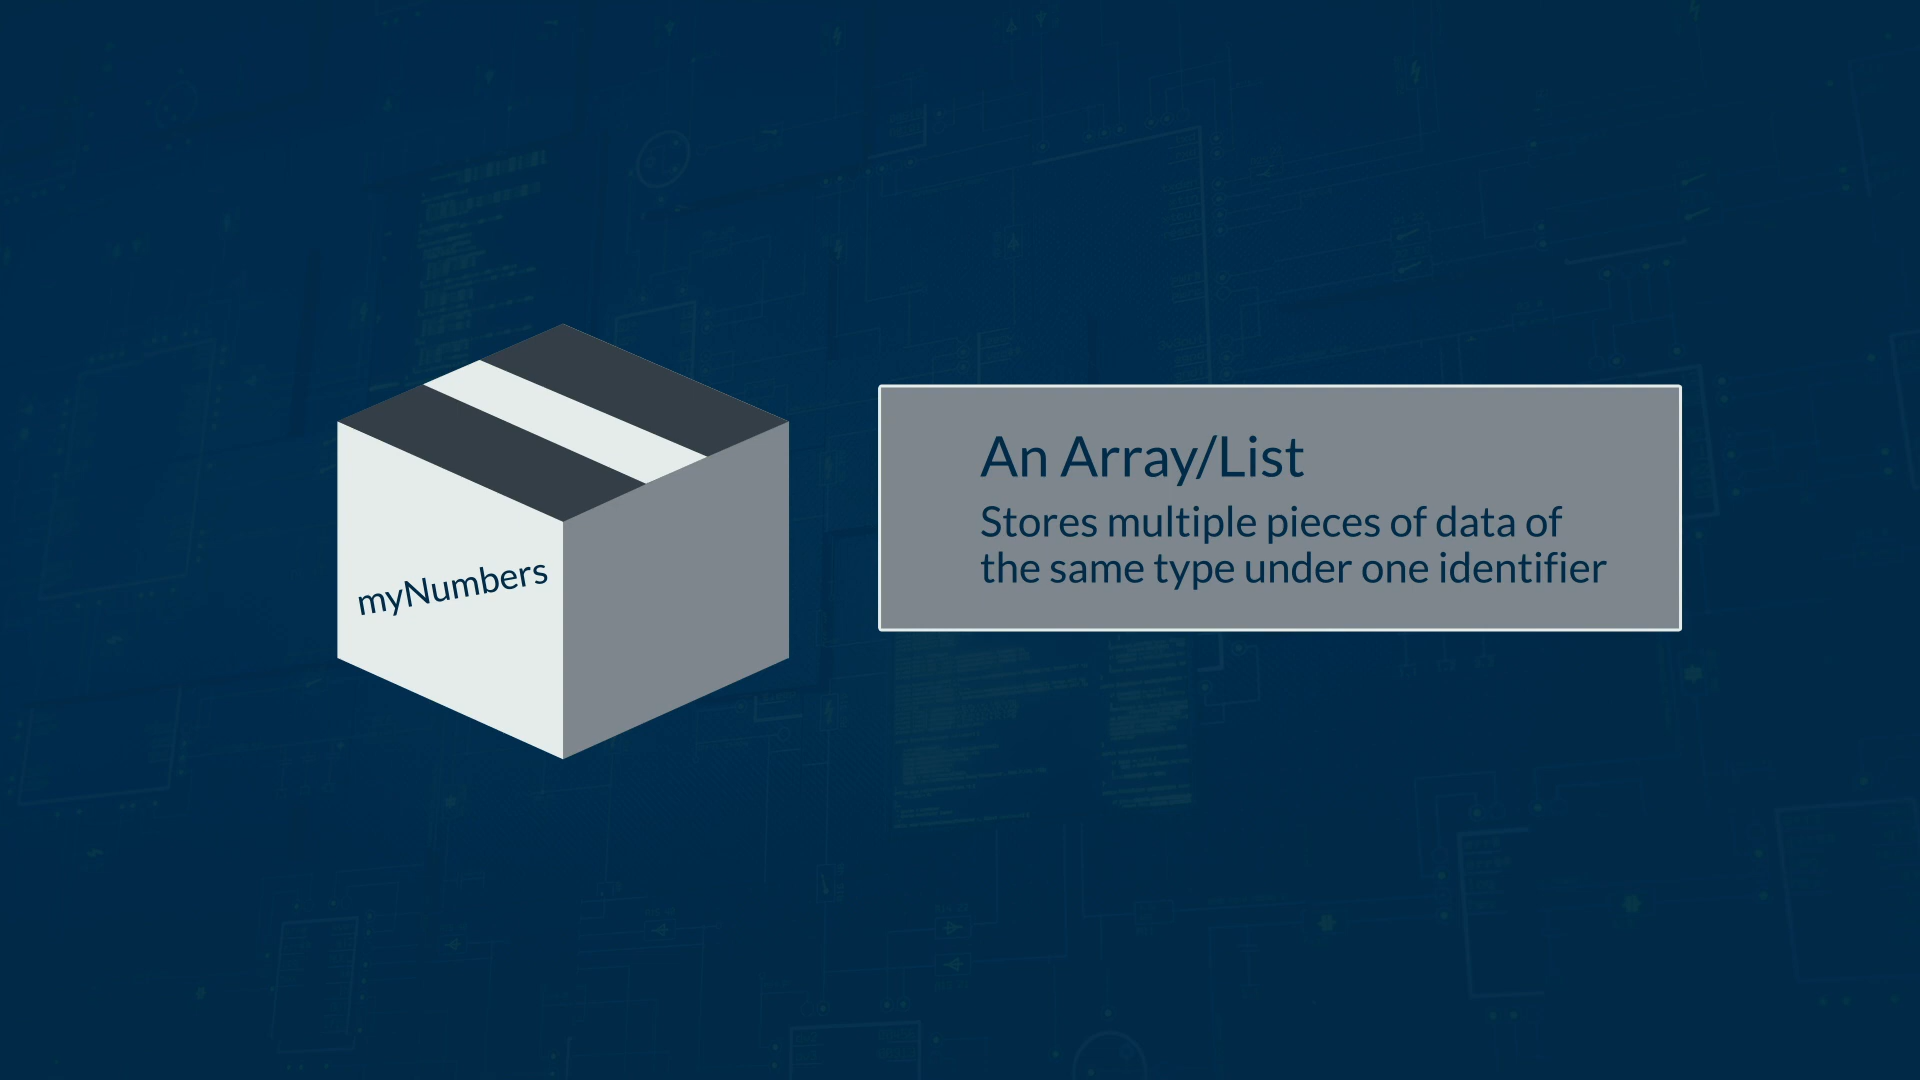 myNumbers
An Array/List
Stores multiple pieces of data of
the same type under one identifier